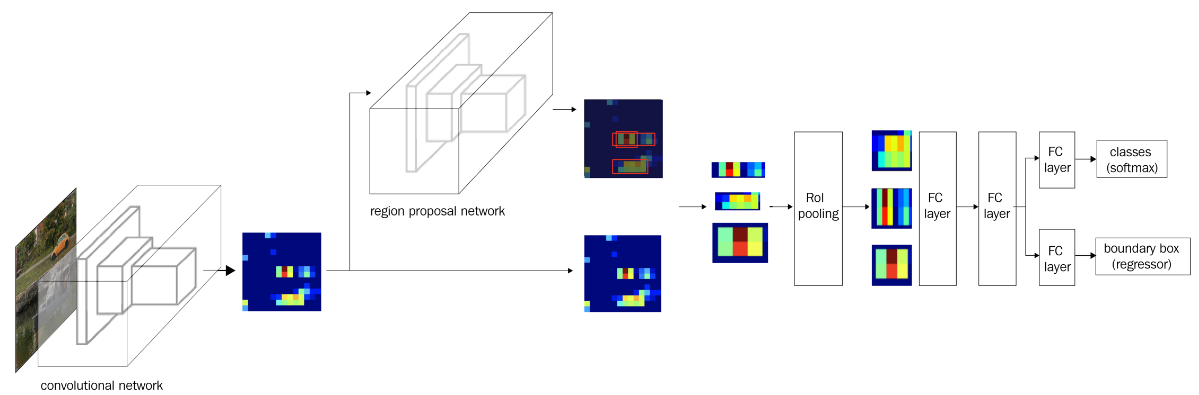 region proposal network
convolutional network
RoI
pooling
FC
layer
FC
layer
FC
layer
classes
(softmax)
FC
layer
boundary box
(regressor)